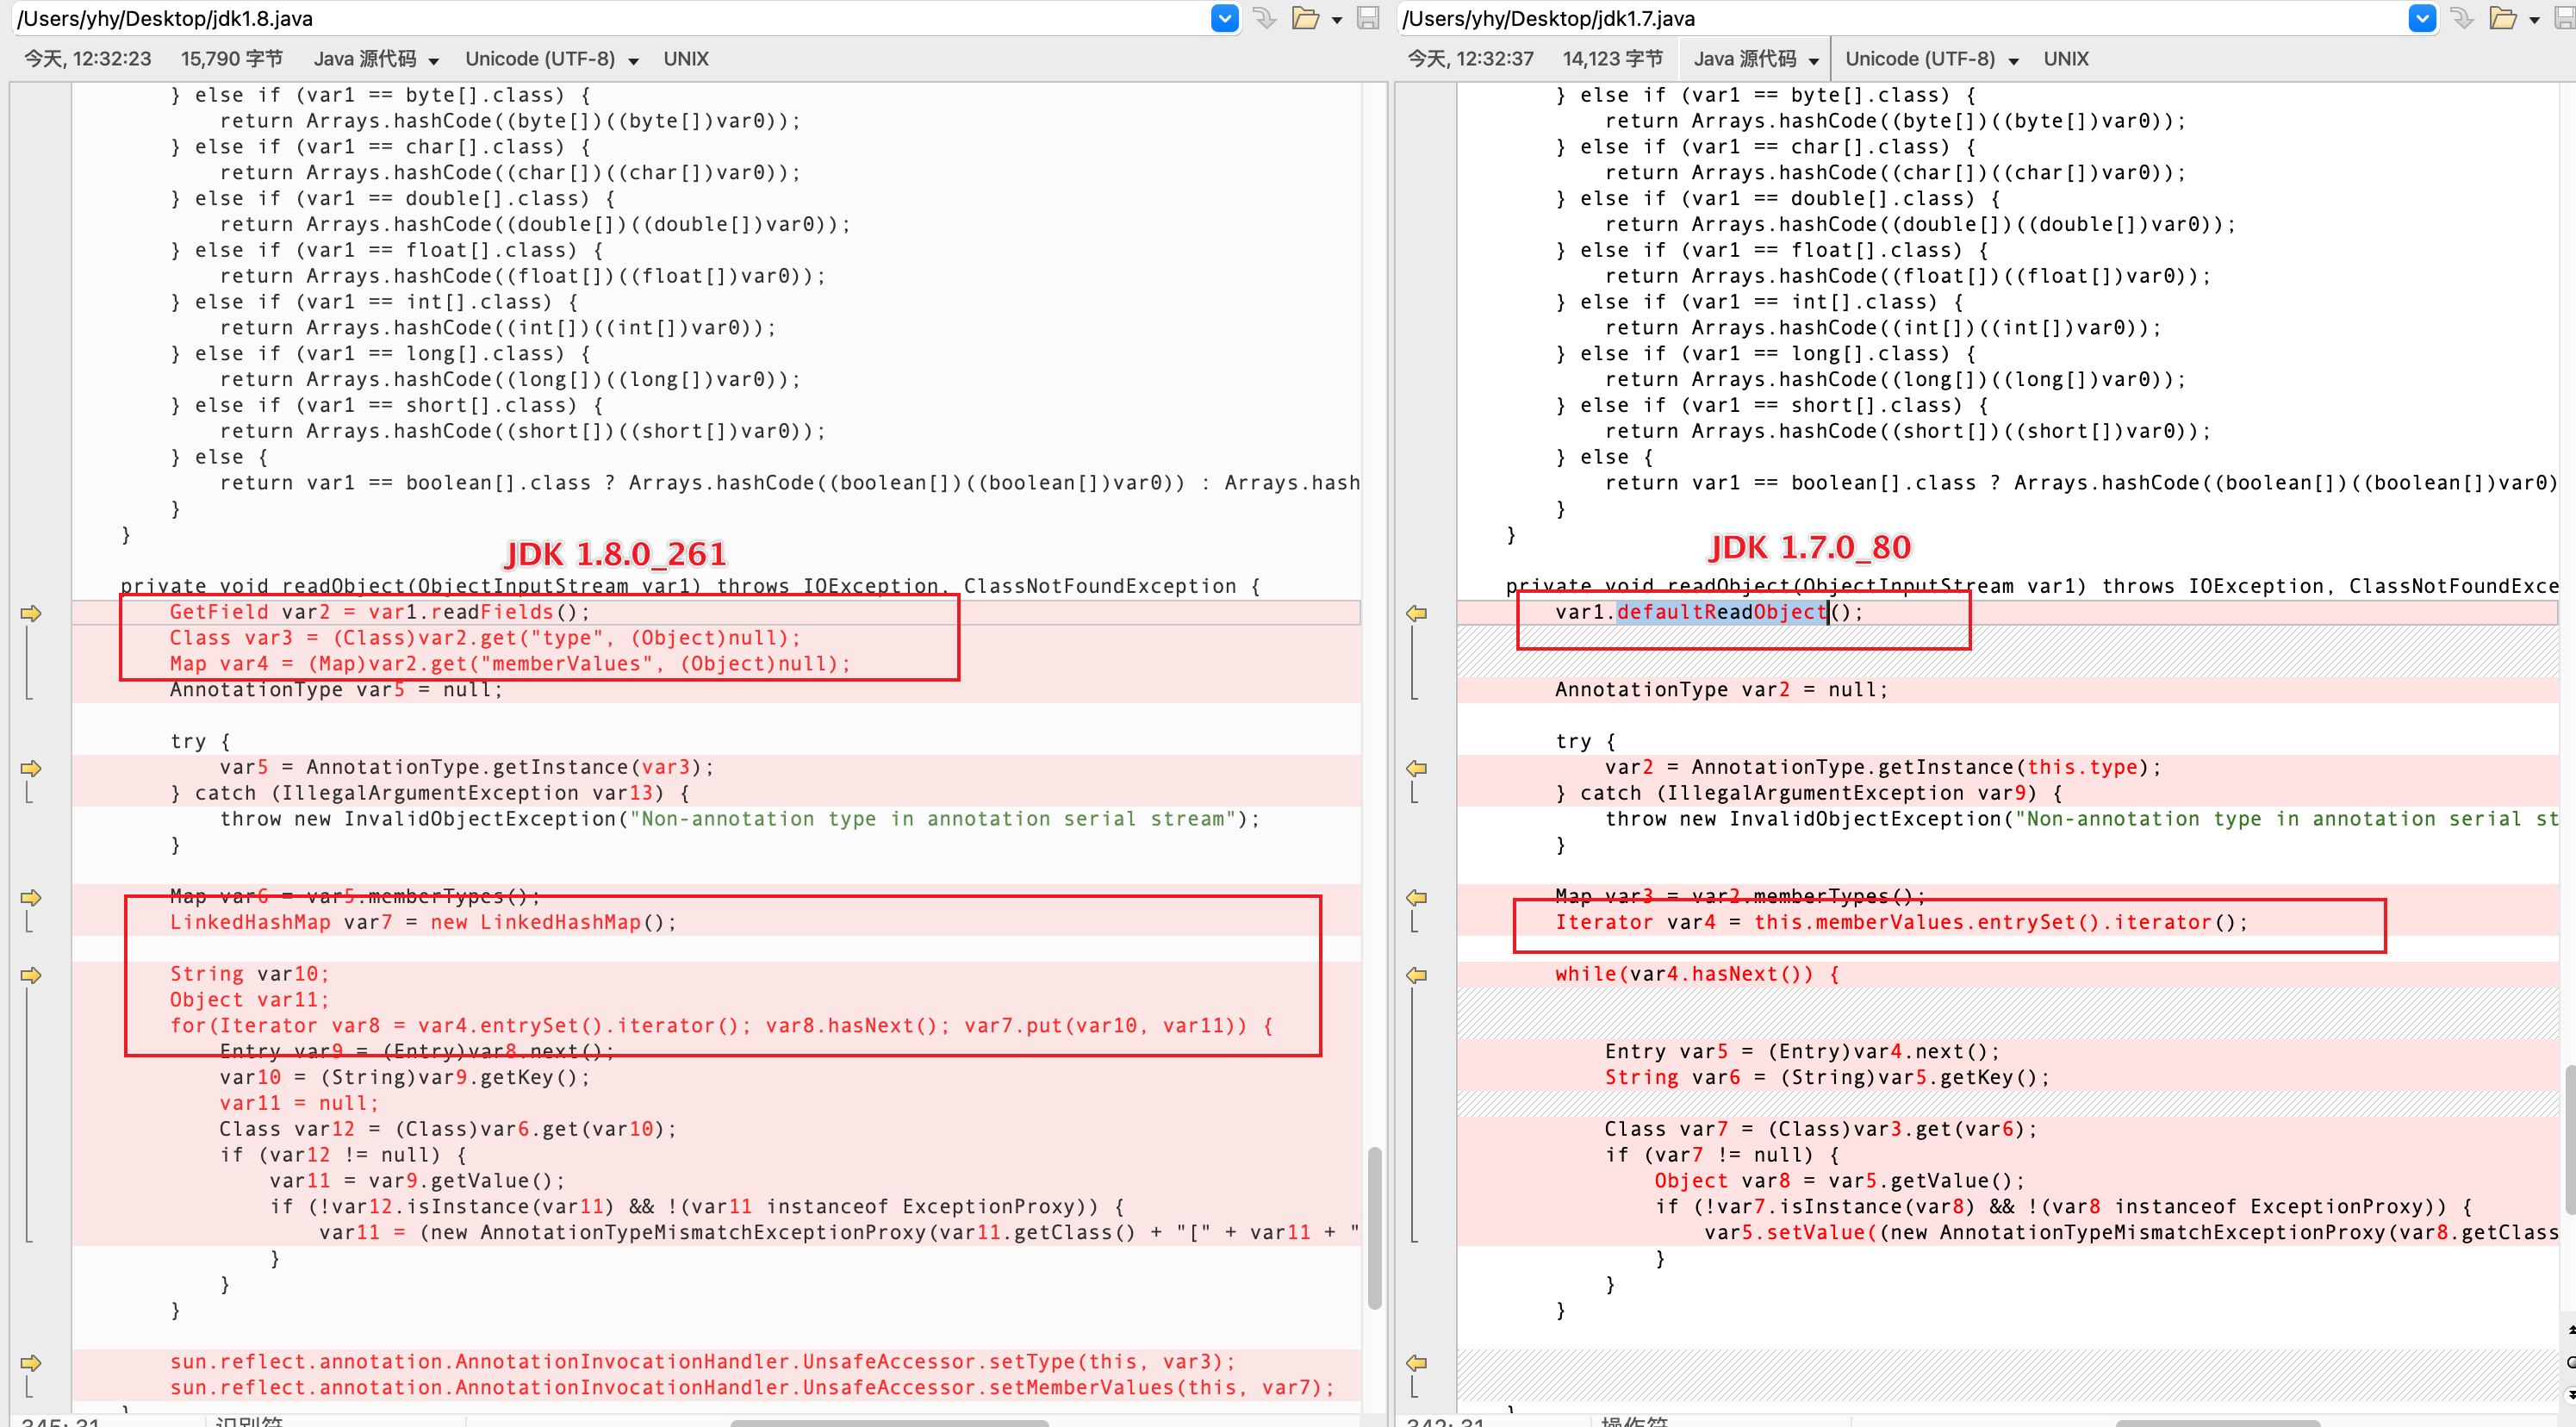 /Users/yhy/Desktop/jdk1.8.java
今天, 12:32:23 15,790 字节 Java 源代码 Unicode (UTF-8) UNIX
} else if (var1 == byte[].class) {
return Arrays.hashCode((byte[])((byte[])var0));
} else if (var1 == char[].class) {
return Arrays.hashCode((char[])((char[])var0));
} else if (var1 == double[].class) {
return Arrays.hashCode((double[])((double[])var0));
} else if (var1 == float[].class) {
return Arrays.hashCode((float[])((float[])var0));
} else if (var1 == int[].class) {
return Arrays.hashCode((int[])((int[])var0));
} else if (var1 == long[].class) {
return Arrays.hashCode((long[])((long[])var0));
} else if (var1 == short[].class) {
return Arrays.hashCode((short[])((short[])var0));
} else {
return var1 == boolean[].class ? Arrays.hashCode((boolean[])((boolean[])var0)) : Arrays.hash
}
}
JDK 1.8.0_261
private void readObject(ObjectInputStream var1) throws IOException, ClassNotFoundException {
GetField var2 = var1.readFields();
Class var3 = (Class)var2.get("type", (Object)null);
Map var4 = (Map)var2.get("memberValues", (Object)null);
AnnotationType var5 = null;
try {
var5 = AnnotationType.getInstance(var3);
} catch (IllegalArgumentException var13) {
throw new InvalidObjectException("Non-annotation type in annotation serial stream");
}
Map var6 = var5.memberTypes();
LinkedHashMap var7 = new LinkedHashMap();
String var10;
Object var11;
for(Iterator var8 = var4.entrySet().iterator(); var8.hasNext(); var7.put(var10, var11)) {
Entry var9 = (Entry)var8.next();
var10 = (String)var9.getKey();
var11 = null;
Class var12 = (Class)var6.get(var10);
if (var12 != null) {
var11 = var9.getValue();
if (!var12.isInstance(var11) && !(var11 instanceof ExceptionProxy)) {
var11 = (new AnnotationTypeMismatchExceptionProxy(var11.getClass() + "[" + var11 + "
}
}
}
sun.reflect.annotation.AnnotationInvocationHandler.UnsafeAccessor.setType(this, var3);
sun.reflect.annotation.AnnotationInvocationHandler.UnsafeAccessor.setMemberValues(this, var7);
}
345: 31 识别符
/Users/yhy/Desktop/jdk1.7.java
今天, 12:32:37 14,123 字节 Java 源代码 Unicode (UTF-8) UNIX
} else if (var1 == byte[].class) {
return Arrays.hashCode((byte[])((byte[])var0));
} else if (var1 == char[].class) {
return Arrays.hashCode((char[])((char[])var0));
} else if (var1 == double[].class) {
return Arrays.hashCode((double[])((double[])var0));
} else if (var1 == float[].class) {
return Arrays.hashCode((float[])((float[])var0));
} else if (var1 == int[].class) {
return Arrays.hashCode((int[])((int[])var0));
} else if (var1 == long[].class) {
return Arrays.hashCode((long[])((long[])var0));
} else if (var1 == short[].class) {
return Arrays.hashCode((short[])((short[])var0));
} else {
return var1 == boolean[].class ? Arrays.hashCode((boolean[])((boolean[])var0)
}
}
JDK 1.7.0_80
private void readObject(ObjectInputStream var1) throws IOException, ClassNotFoundExce
var1.defaultReadObject();
AnnotationType var2 = null;
try {
var2 = AnnotationType.getInstance(this.type);
} catch (IllegalArgumentException var9) {
throw new InvalidObjectException("Non-annotation type in annotation serial st
}
Map var3 = var2.memberTypes();
Iterator var4 = this.memberValues.entrySet().iterator();
while(var4.hasNext()) {
Entry var5 = (Entry)var4.next();
String var6 = (String)var5.getKey();
Class var7 = (Class)var3.get(var6);
if (var7 != null) {
Object var8 = var5.getValue();
if (!var7.isInstance(var8) && !(var8 instanceof ExceptionProxy)) {
var5.setValue((new AnnotationTypeMismatchExceptionProxy(var8.getClass
}
}
}
}
342: 31 操作符